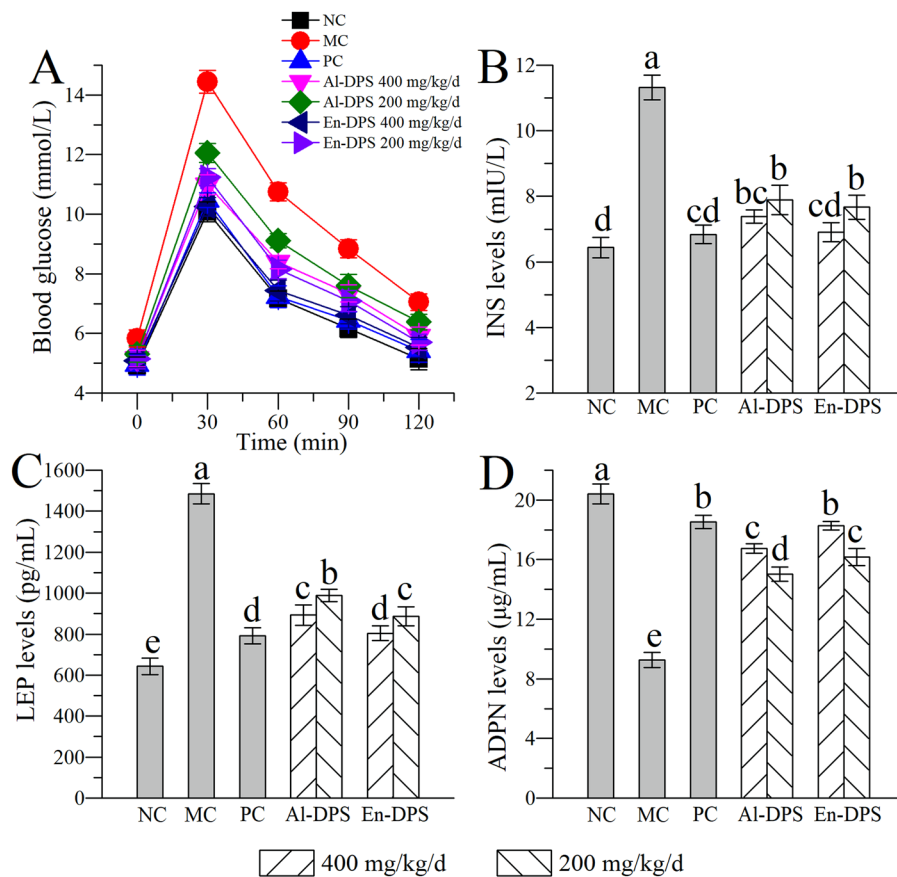 A
NC
MC
PC
Al-DPS 400 mg/kg/d
Al-DPS 200 mg/kg/d
En-DPS 400 mg/kg/d
En-DPS 200 mg/kg/d
Blood glucose (mmol/L)
14
12
10
8
6
4
0 30 60 90 120
Time (min)
B
INS levels (mIU/L)
12
10
8
6
4
2
d a cd bc b cd b
NC MC PC Al-DPS En-DPS
C
LEP levels (pg/mL)
1600
1400
1200
1000
800
600
400
200
0
e a d c b d c
NC MC PC Al-DPS En-DPS
D
ADPN levels (μg/mL)
20
16
12
8
4
0
a e b c d b c
NC MC PC Al-DPS En-DPS
400 mg/kg/d 200 mg/kg/d